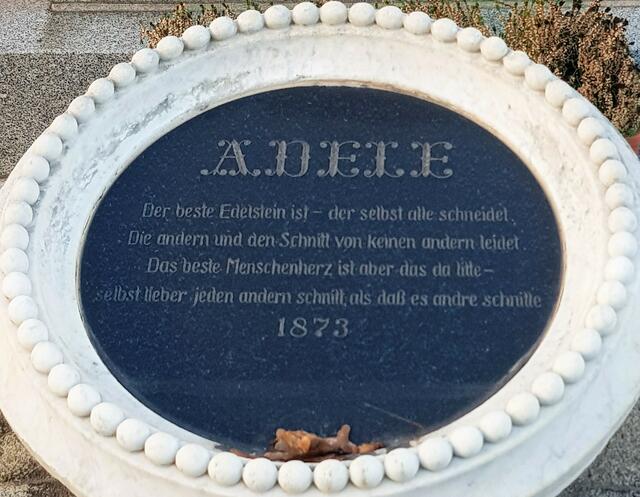 ADELE
Der beste Edelstein ist – der selbst alle schneidet.
Die andern und den Schnitt von keinen andern leidet.
Das beste Menschenherz ist aber das da litte –
selbst lieber jeden andern schnitt, als daß es andre schnitte
1873